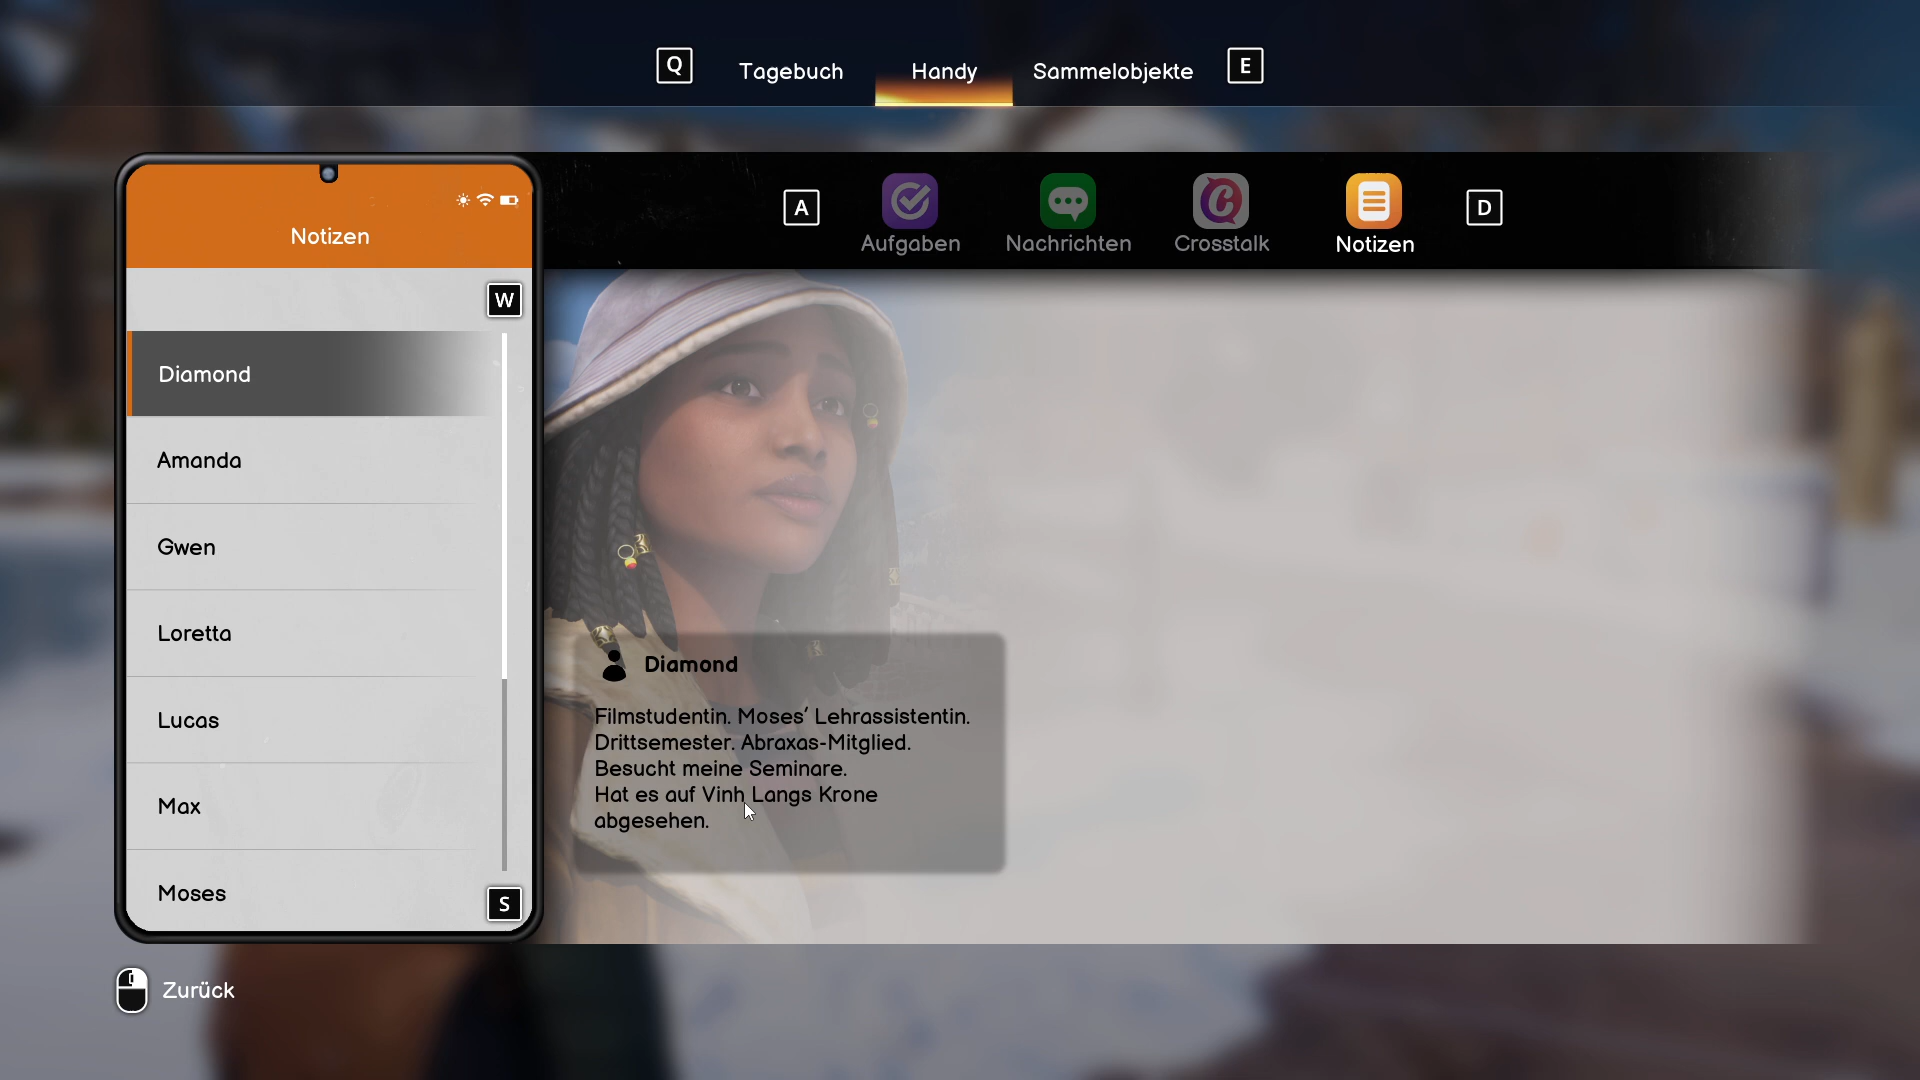 Q
Tagebuch
Handy
Sammelobjekte
E
Notizen
A
Aufgaben
Nachrichten
Crosstalk
Notizen
D
W
Diamond
Amanda
Gwen
Loretta
Lucas
Max
Moses
S
Diamond
Filmstudentin. Moses’ Lehrassistentin.
Drittsemester. Abraxas-Mitglied.
Besucht meine Seminare.
Hat es auf Vinh Langs Krone
abgesehen.
Zurück